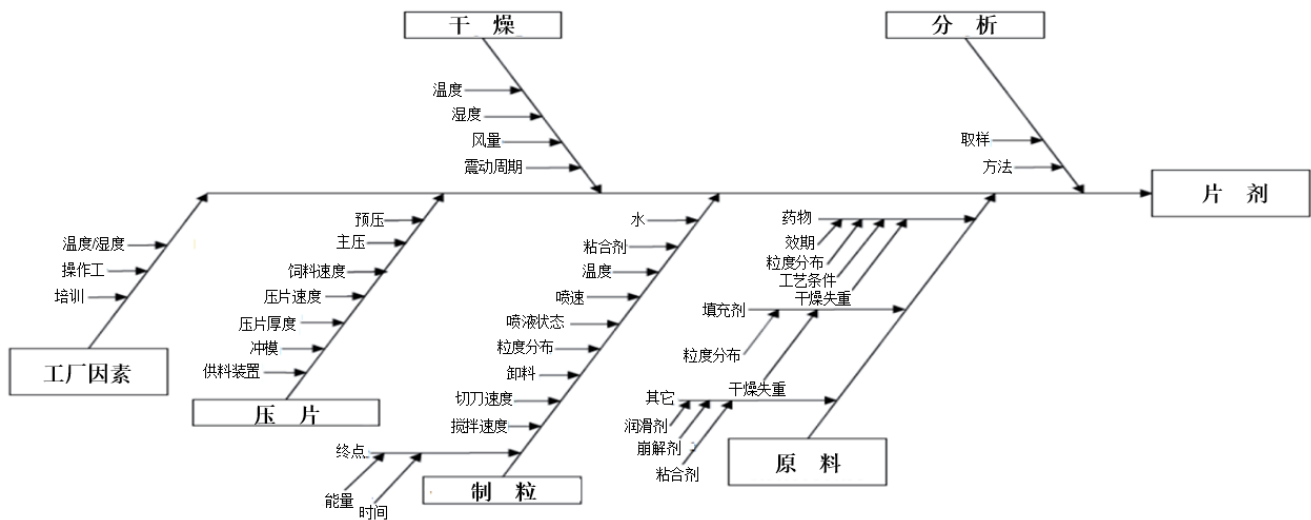 干 燥
分 析
温度
湿度
风量
震动周期
取样
方法
片 剂
温度/湿度
操作工
培训
工厂因素
预压
主压
饲料速度
压片速度
压片厚度
冲模
供料装置
压 片
水
粘合剂
温度
喷速
喷液状态
粒度分布
卸料
切刀速度
搅拌速度
终点
能量
时间
制 粒
药物
效期
粒度分布
工艺条件
干燥失重
填充剂
粒度分布
干燥失重
其它
润滑剂
崩解剂
粘合剂
原 料